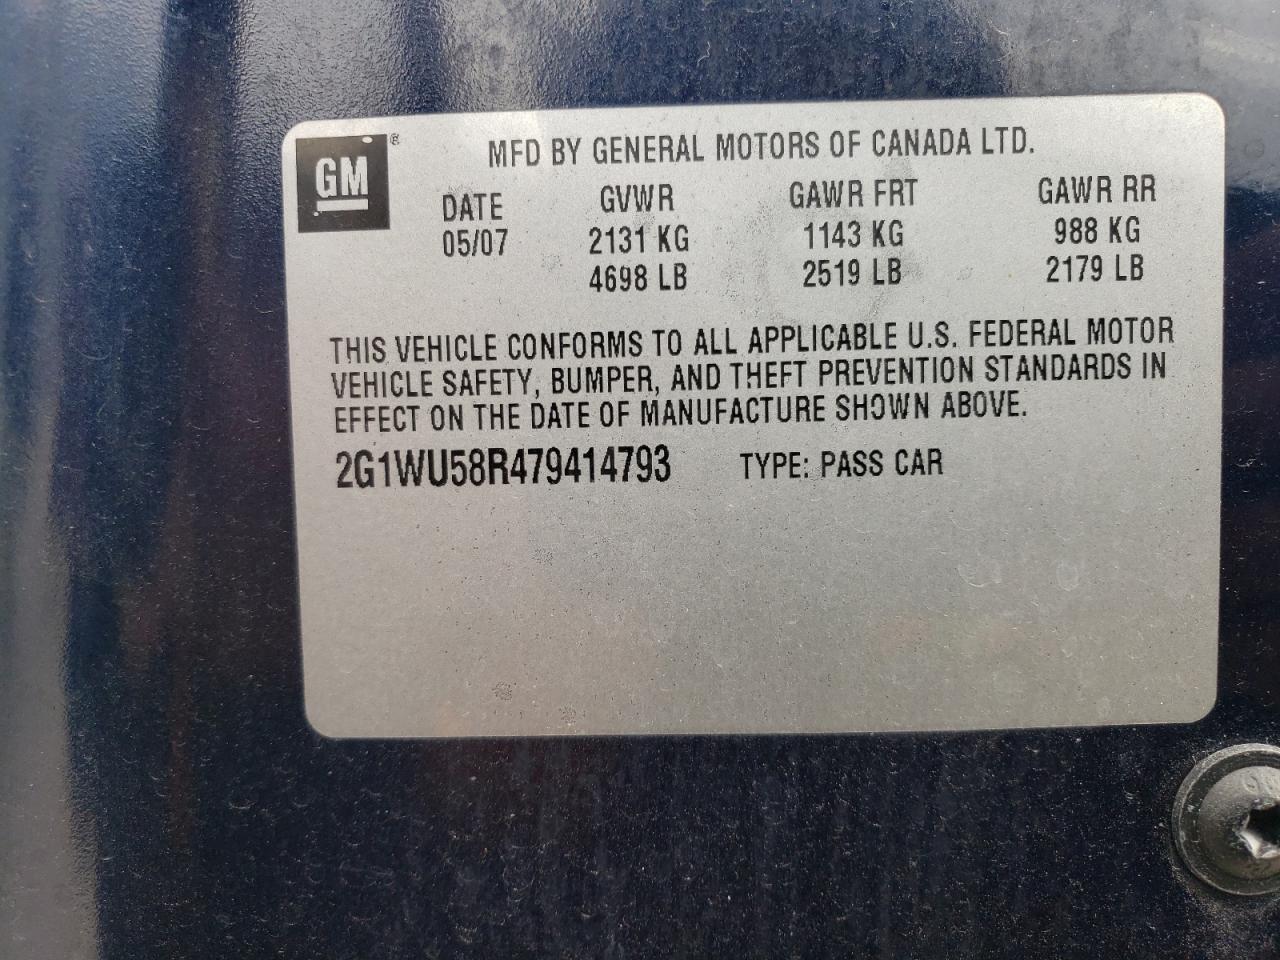 GM ®
MFD BY GENERAL MOTORS OF CANADA LTD.
DATE GVWR GAWR FRT GAWR RR
05/07 2131 KG 1143 KG 988 KG
4698 LB 2519 LB 2179 LB
THIS VEHICLE CONFORMS TO ALL APPLICABLE U.S. FEDERAL MOTOR
VEHICLE SAFETY, BUMPER, AND THEFT PREVENTION STANDARDS IN
EFFECT ON THE DATE OF MANUFACTURE SHOWN ABOVE.
2G1WU58R479414793 TYPE: PASS CAR